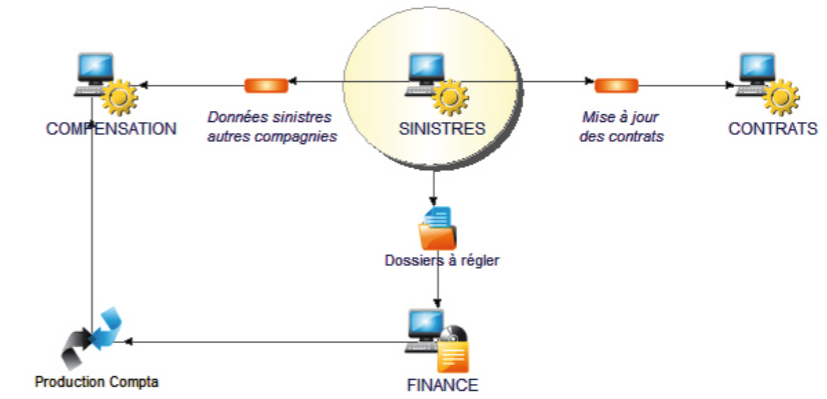 COMPENSATION
Données sinistres
autres compagnies
SINISTRES
Mise à jour
des contrats
CONTRATS
Dossiers à régler
Production Compta
FINANCE